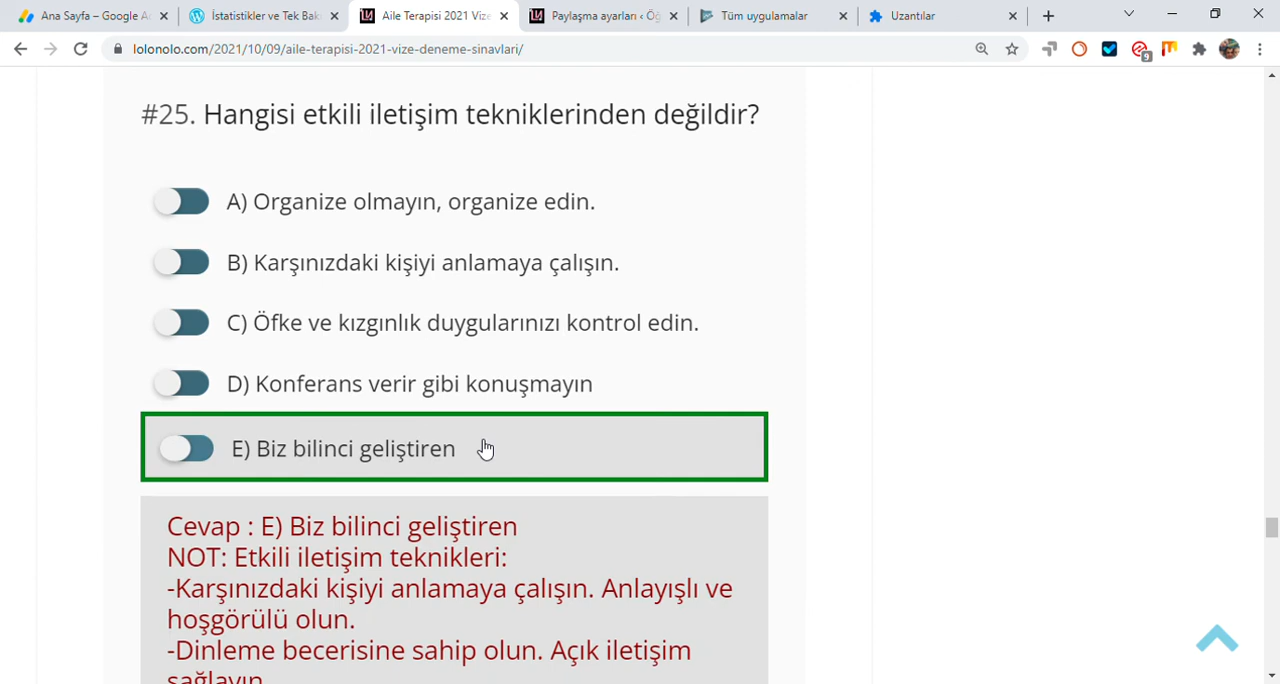 Ana Sayfa – Google A
İstatistikler ve Tek Bak
Aile Terapisi 2021 Vize
Paylaşma ayarları ‹ Öğ
Tüm uygulamalar
Uzantılar
lolonolo.com/2021/10/09/aile-terapisi-2021-vize-deneme-sinavlari/
9
#25. Hangisi etkili iletişim tekniklerinden değildir?
A) Organize olmayın, organize edin.
B) Karşınızdaki kişiyi anlamaya çalışın.
C) Öfke ve kızgınlık duygularınızı kontrol edin.
D) Konferans verir gibi konuşmayın
E) Biz bilinci geliştiren
Cevap : E) Biz bilinci geliştiren
NOT: Etkili iletişim teknikleri:
-Karşınızdaki kişiyi anlamaya çalışın. Anlayışlı ve
hoşgörülü olun.
-Dinleme becerisine sahip olun. Açık iletişim
sağlayın